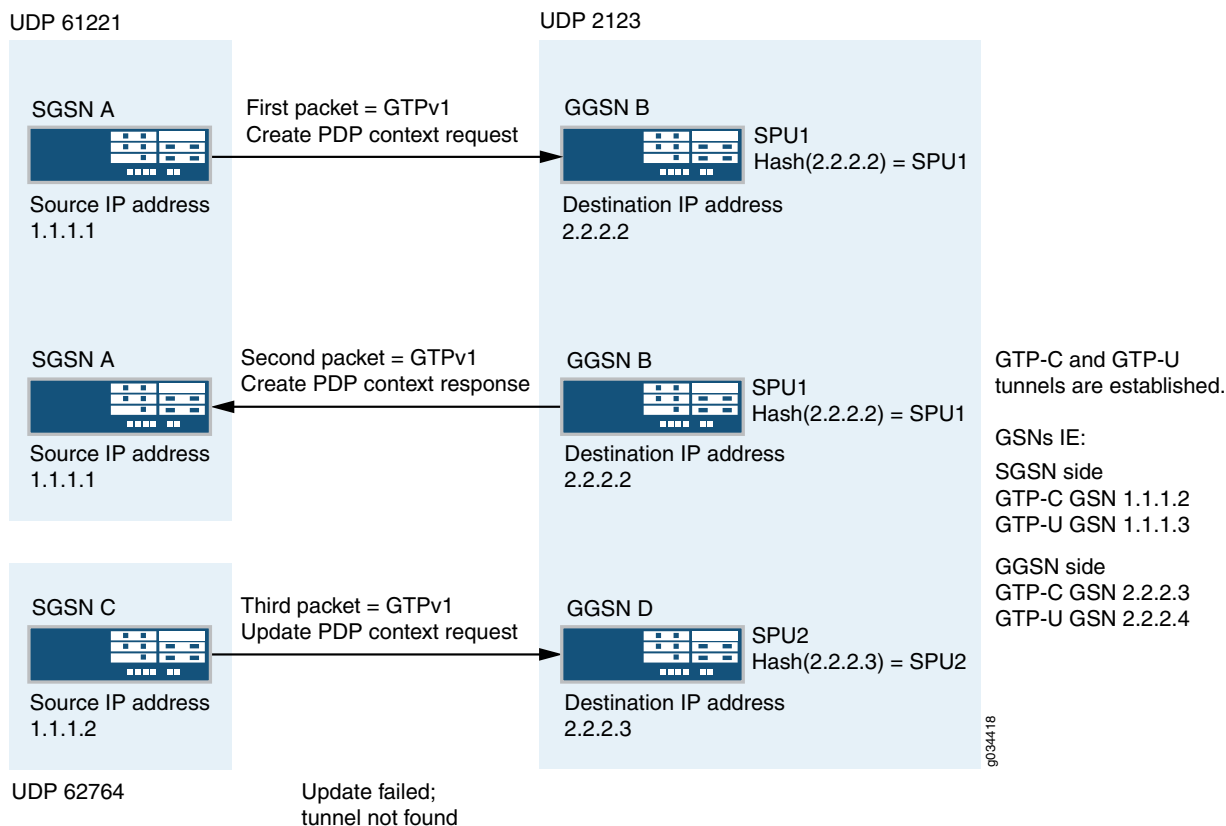 UDP 61221
UDP 2123
SGSN A
First packet = GTPv1
Create PDP context request
GGSN B
SPU1
Hash(2.2.2.2) = SPU1
Source IP address
1.1.1.1
Destination IP address
2.2.2.2
SGSN A
Second packet = GTPv1
Create PDP context response
GGSN B
SPU1
Hash(2.2.2.2) = SPU1
Source IP address
1.1.1.1
Destination IP address
2.2.2.2
GTP-C and GTP-U
tunnels are established.
GSNs IE:
SGSN side
GTP-C GSN 1.1.1.2
GTP-U GSN 1.1.1.3
GGSN side
GTP-C GSN 2.2.2.3
GTP-U GSN 2.2.2.4
SGSN C
Third packet = GTPv1
Update PDP context request
GGSN D
SPU2
Hash(2.2.2.3) = SPU2
Source IP address
1.1.1.2
Destination IP address
2.2.2.3
g034418
UDP 62764
Update failed;
tunnel not found